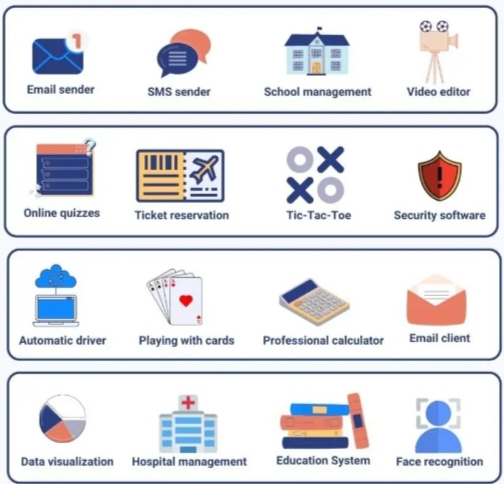 1
Email sender
SMS sender
School management
Video editor
?
Online quizzes
Ticket reservation
Tic-Tac-Toe
!
Security software
Automatic driver
Playing with cards
Professional calculator
Email client
Data visualization
Hospital management
Education System
Face recognition